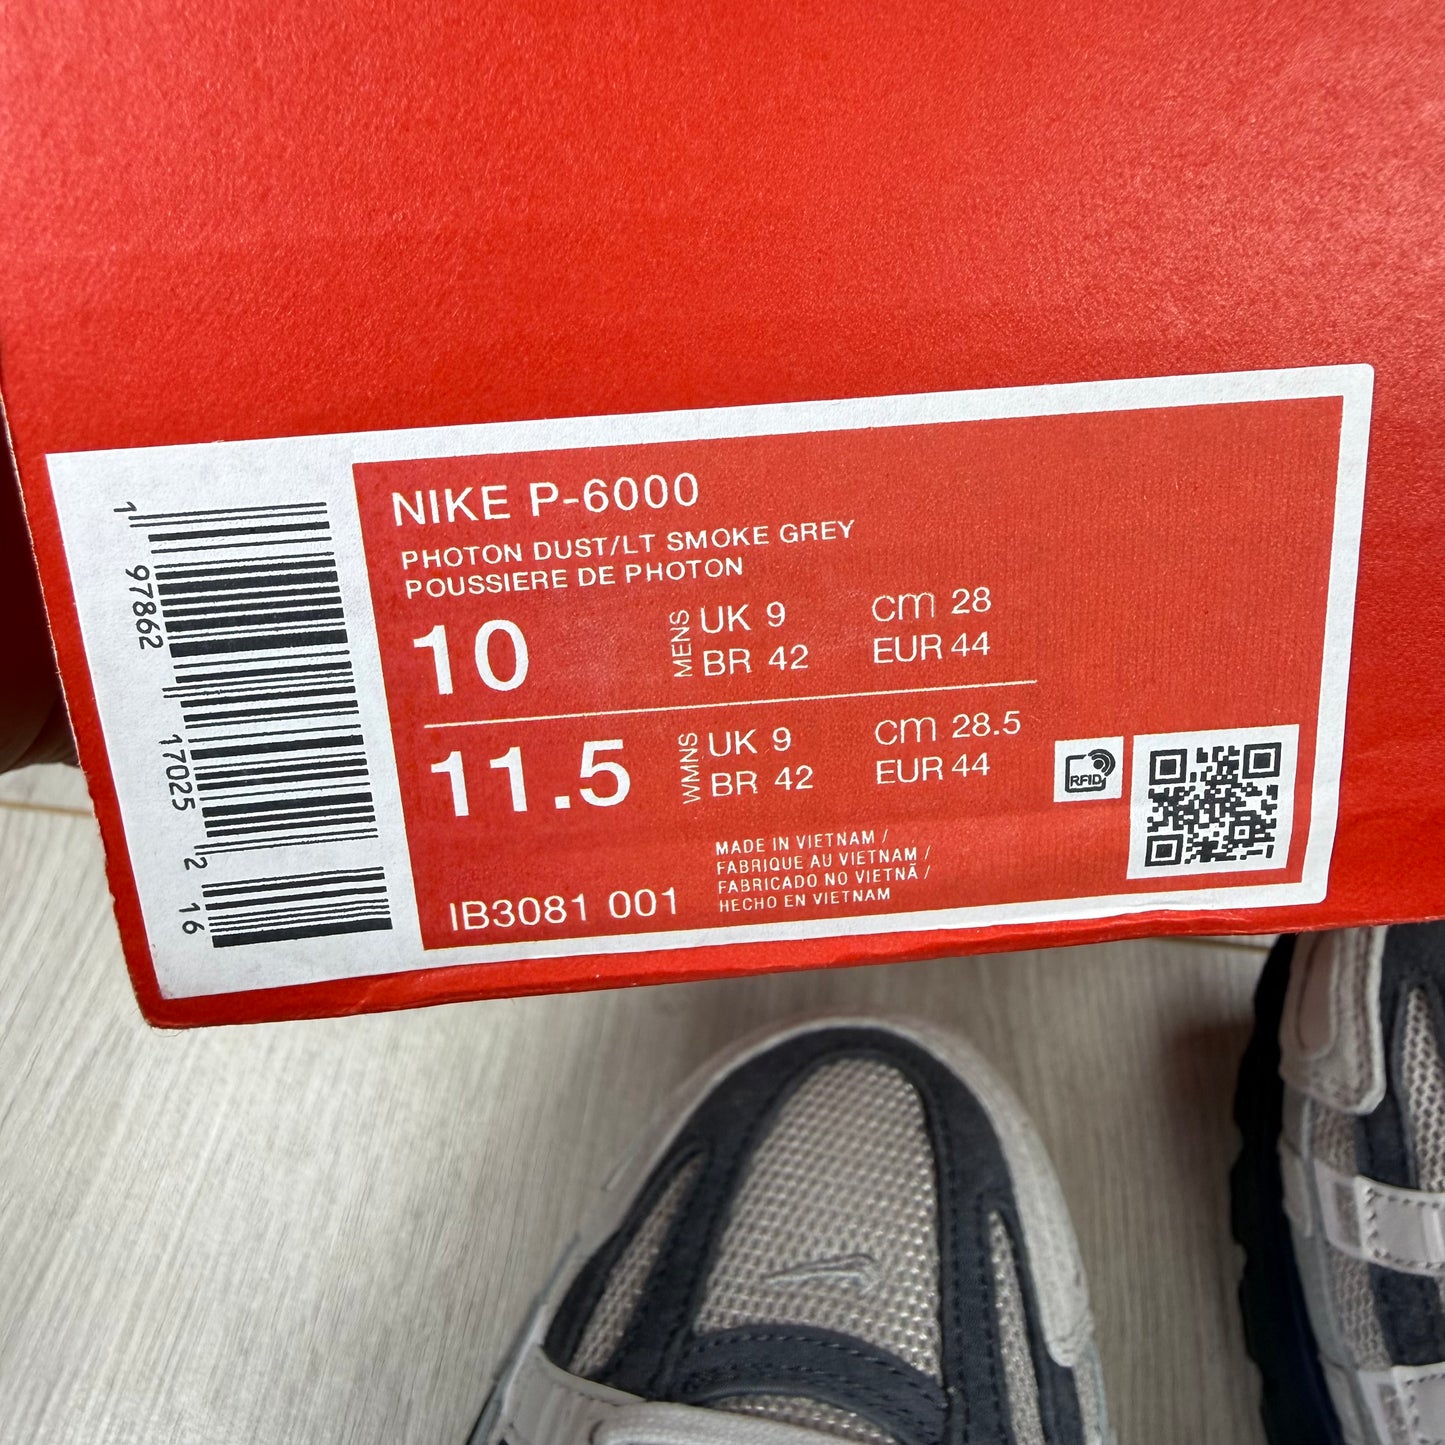 NIKE P-6000
PHOTON DUST/LT SMOKE GREY
POUSSIERE DE PHOTON
10
MENS
UK 9
cm 28
BR 42
EUR 44
11.5
WMNS
UK 9
cm 28.5
BR 42
EUR 44
RFID
MADE IN VIETNAM /
FABRIQUE AU VIETNAM /
FABRICADO NO VIETNÃ /
HECHO EN VIETNAM
IB3081 001
1 97862 17025 2 16